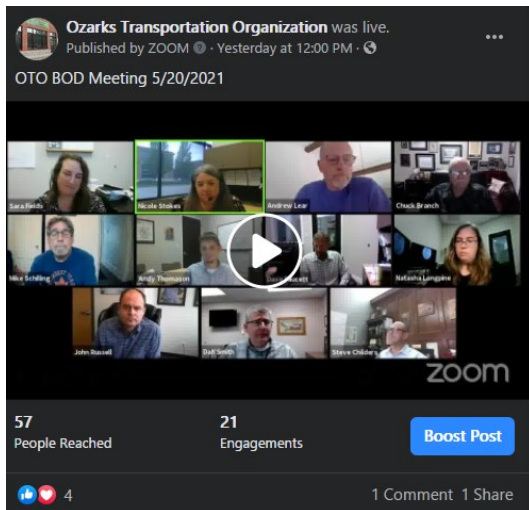 Ozarks Transportation Organization was live.
Published by ZOOM · Yesterday at 12:00 PM ·
OTO BOD Meeting 5/20/2021
Sara Fields
Nicole Stokes
Andrew Lear
Chuck Branch
Mike Schilling
Andy Thomason
Natasha Longpine
John Russell
Dan Smith
Steve Childers
zoom
57
People Reached
21
Engagements
Boost Post
4
1 Comment 1 Share